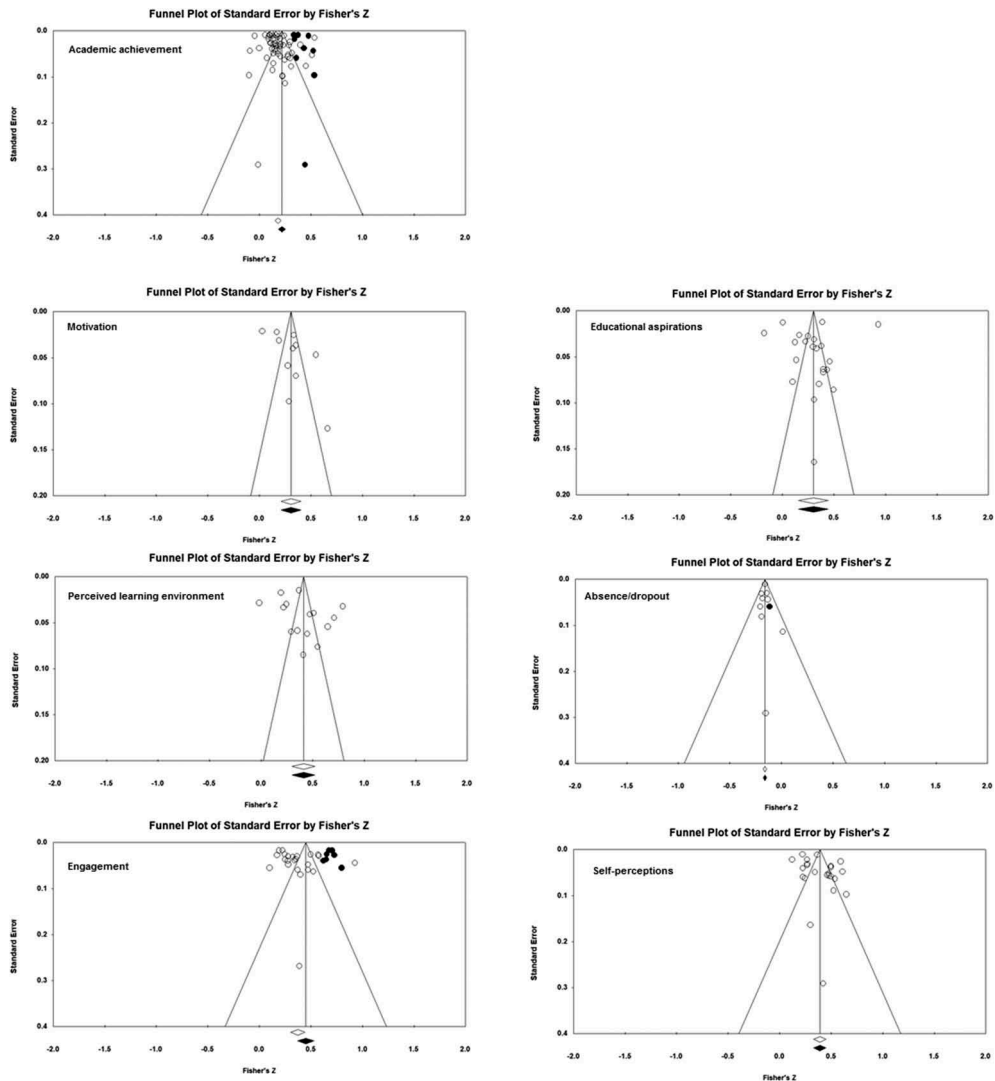 Funnel Plot of Standard Error by Fisher's Z
Academic achievement
Standard Error
0.0
0.1
0.2
0.3
0.4
-2.0 -1.5 -1.0 -0.5 0.0 0.5 1.0 1.5 2.0
Fisher's Z
Funnel Plot of Standard Error by Fisher's Z
Motivation
Standard Error
0.00
0.05
0.10
0.15
0.20
-2.0 -1.5 -1.0 -0.5 0.0 0.5 1.0 1.5 2.0
Fisher's Z
Funnel Plot of Standard Error by Fisher's Z
Educational aspirations
Standard Error
0.00
0.05
0.10
0.15
0.20
-2.0 -1.5 -1.0 -0.5 0.0 0.5 1.0 1.5 2.0
Fisher's Z
Funnel Plot of Standard Error by Fisher's Z
Perceived learning environment
Standard Error
0.00
0.05
0.10
0.15
0.20
-2.0 -1.5 -1.0 -0.5 0.0 0.5 1.0 1.5 2.0
Fisher's Z
Funnel Plot of Standard Error by Fisher's Z
Absence/dropout
Standard Error
0.0
0.1
0.2
0.3
0.4
-2.0 -1.5 -1.0 -0.5 0.0 0.5 1.0 1.5 2.0
Fisher's Z
Funnel Plot of Standard Error by Fisher's Z
Engagement
Standard Error
0.0
0.1
0.2
0.3
0.4
-2.0 -1.5 -1.0 -0.5 0.0 0.5 1.0 1.5 2.0
Fisher's Z
Funnel Plot of Standard Error by Fisher's Z
Self-perceptions
Standard Error
0.0
0.1
0.2
0.3
0.4
-2.0 -1.5 -1.0 -0.5 0.0 0.5 1.0 1.5 2.0
Fisher's Z